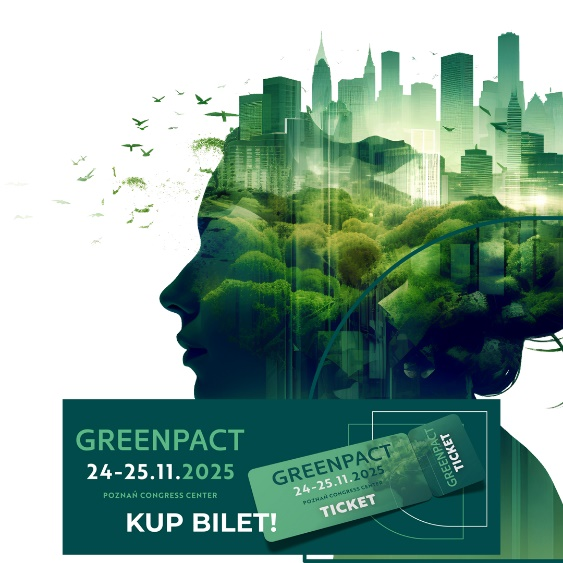 GREENPACT
24-25.11.2025
POZNAŃ CONGRESS CENTER
KUP BILET!
GREENPACT
24-25.11.2025
POZNAŃ CONGRESS CENTER
TICKET
GREENPACT
TICKET